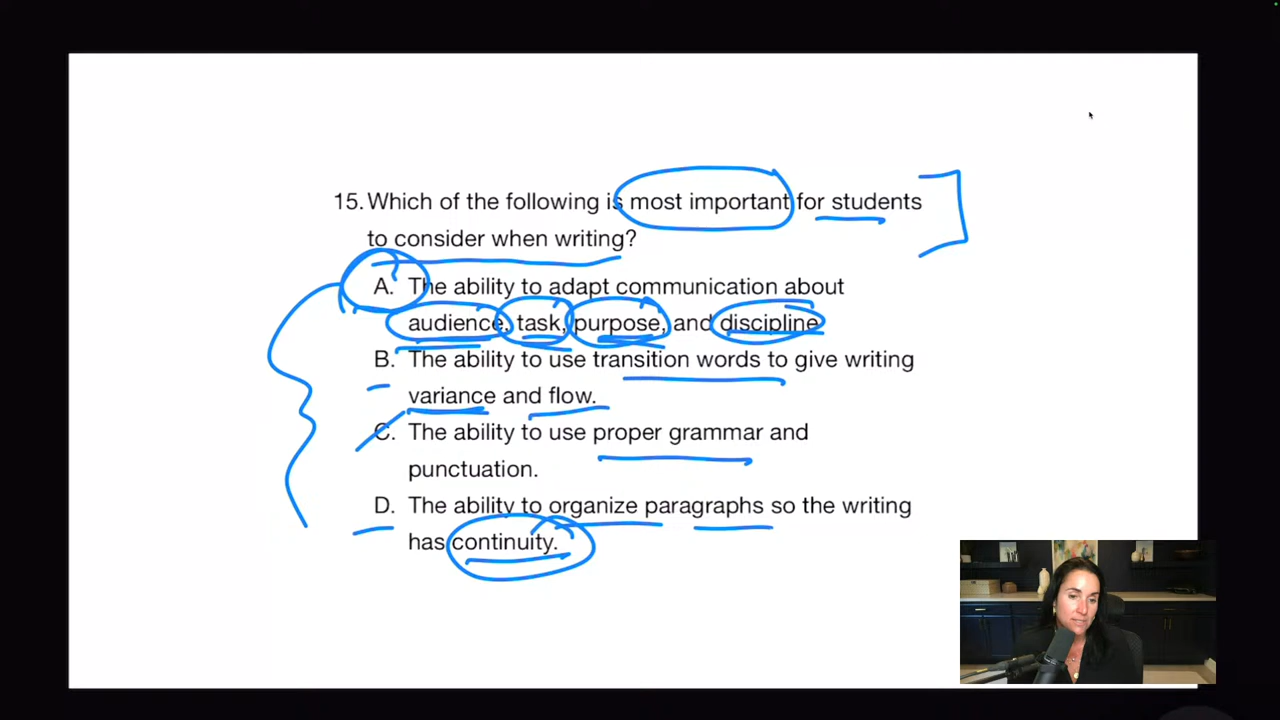 15. Which of the following is most important for students
to consider when writing?
A. The ability to adapt communication about
audience, task, purpose, and discipline
B. The ability to use transition words to give writing
variance and flow.
C. The ability to use proper grammar and
punctuation.
D. The ability to organize paragraphs so the writing
has continuity.